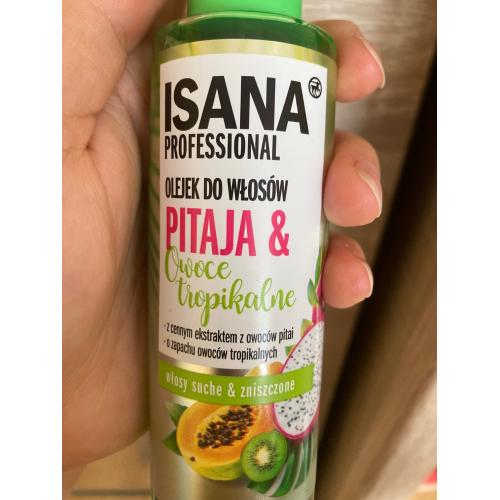 ISANA
PROFESSIONAL
OLEJEK DO WŁOSÓW
PITAJA &
Owoce
tropikalne
- z cennym ekstraktem z owoców pitai
- o zapachu owoców tropikalnych
włosy suche & zniszczone